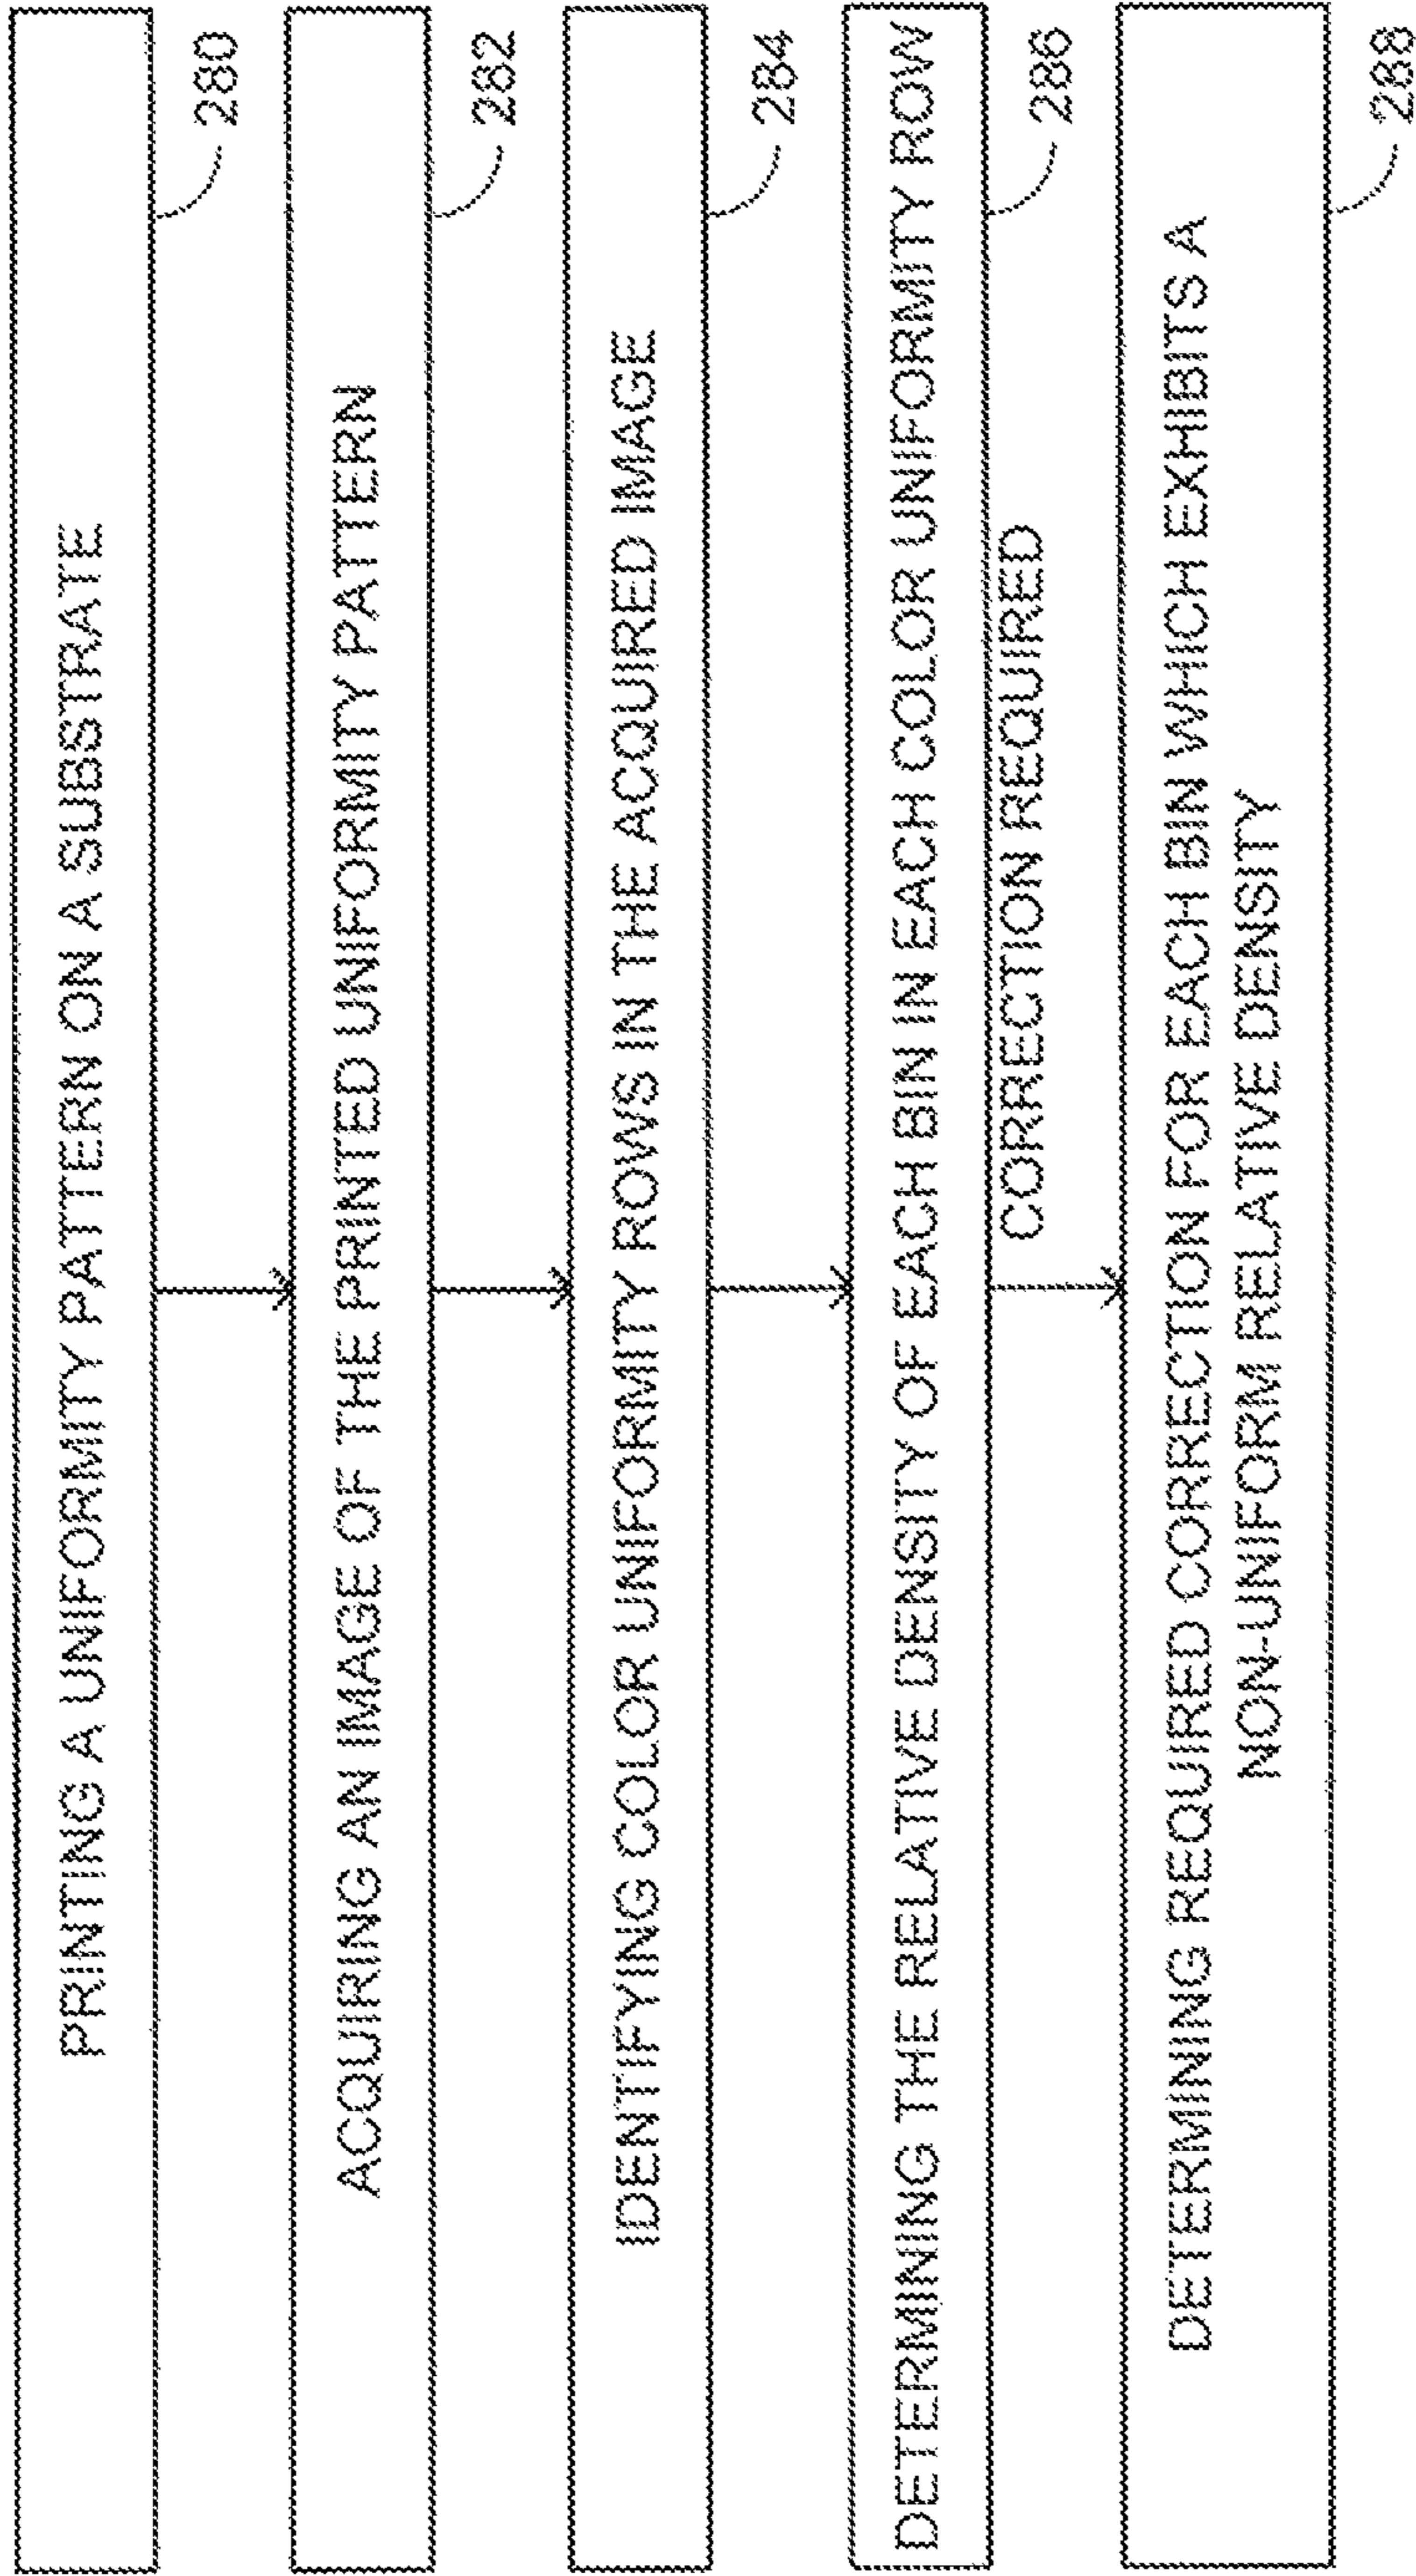 PRINTING A UNIFORMITY PATTERN ON A SUBSTRATE
280
ACQUIRING AN IMAGE OF THE PRINTED UNIFORMITY PATTERN
282
IDENTIFYING COLOR UNIFORMITY ROWS IN THE ACQUIRED IMAGE
284
DETERMINING THE RELATIVE DENSITY OF EACH BIN IN EACH COLOR UNIFORMITY ROW
286
CORRECTION REQUIRED
DETERMINING REQUIRED CORRECTION FOR EACH BIN WHICH EXHIBITS A
NON-UNIFORM RELATIVE DENSITY
288